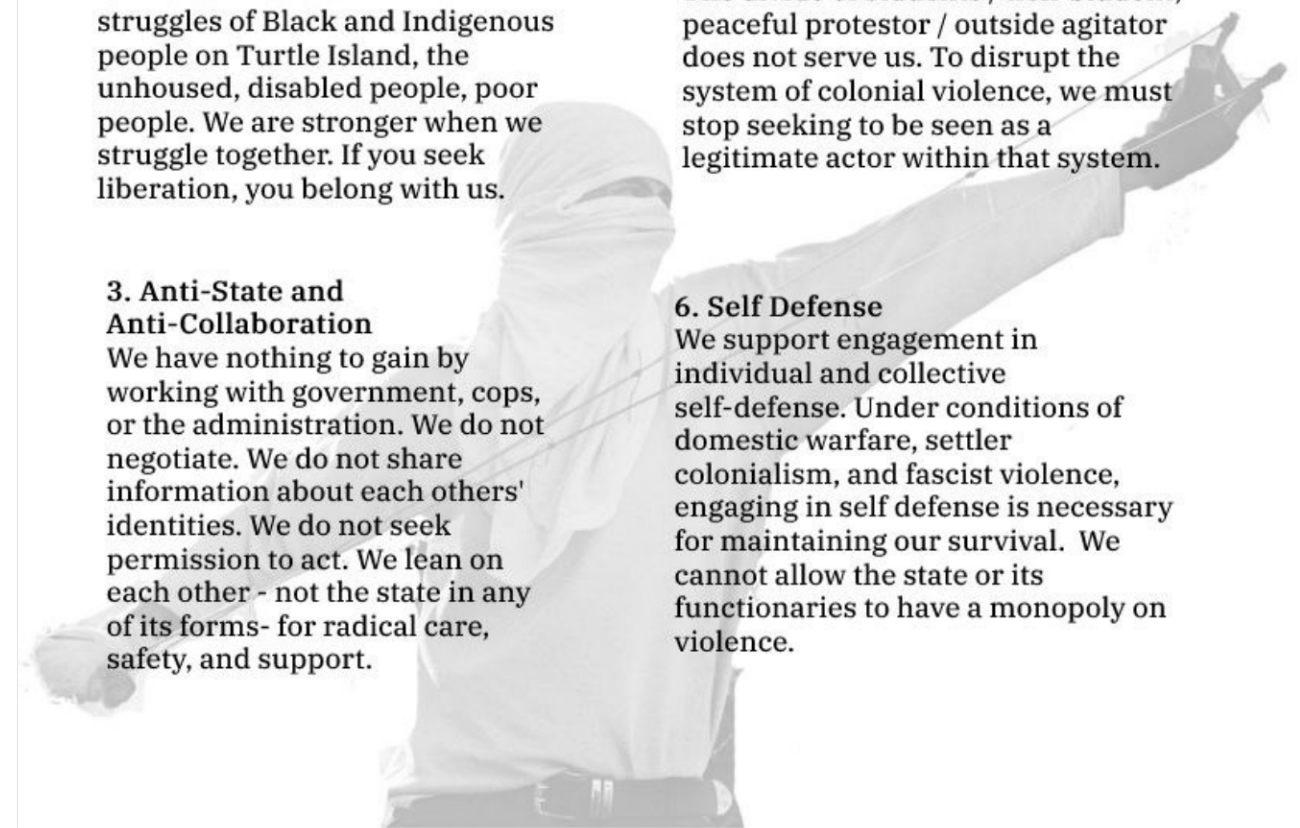 struggles of Black and Indigenous
people on Turtle Island, the
unhoused, disabled people, poor
people. We are stronger when we
struggle together. If you seek
liberation, you belong with us.
3. Anti-State and
Anti-Collaboration
We have nothing to gain by
working with government, cops,
or the administration. We do not
negotiate. We do not share
information about each others'
identities. We do not seek
permission to act. We lean on
each other - not the state in any
of its forms- for radical care,
safety, and support.
peaceful protestor / outside agitator
does not serve us. To disrupt the
system of colonial violence, we must
stop seeking to be seen as a
legitimate actor within that system.
6. Self Defense
We support engagement in
individual and collective
self-defense. Under conditions of
domestic warfare, settler
colonialism, and fascist violence,
engaging in self defense is necessary
for maintaining our survival.  We
cannot allow the state or its
functionaries to have a monopoly on
violence.